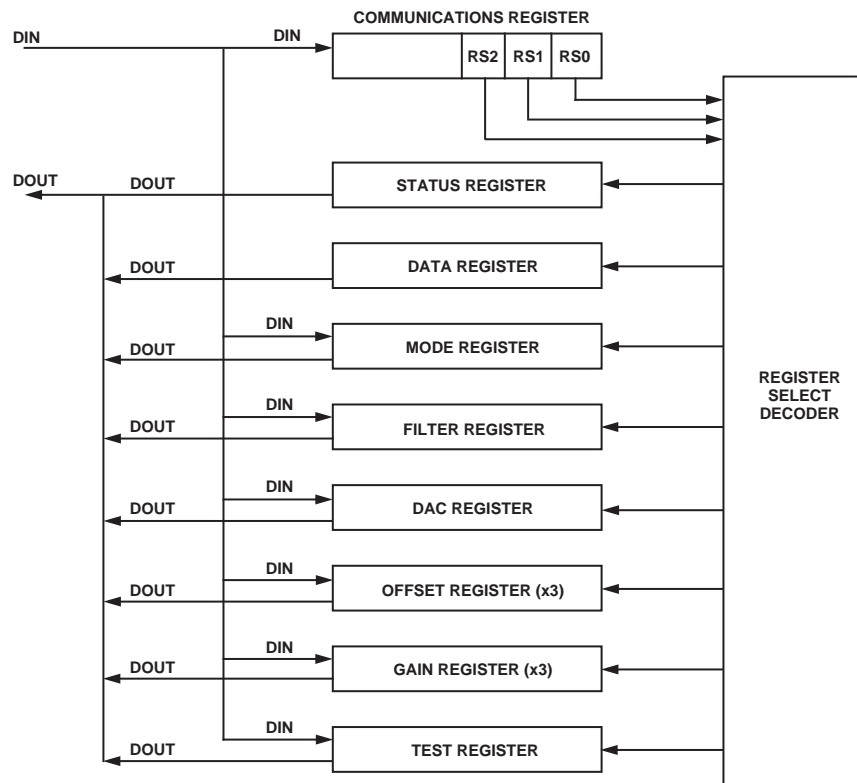 COMMUNICATIONS REGISTER
DIN
DIN
RS2 RS1 RS0
DOUT
DOUT
STATUS REGISTER
DOUT
DATA REGISTER
DIN
DOUT
MODE REGISTER
DIN
DOUT
FILTER REGISTER
DIN
DOUT
DAC REGISTER
DIN
DOUT
OFFSET REGISTER (x3)
DIN
DOUT
GAIN REGISTER (x3)
DIN
DOUT
TEST REGISTER
REGISTER
SELECT
DECODER